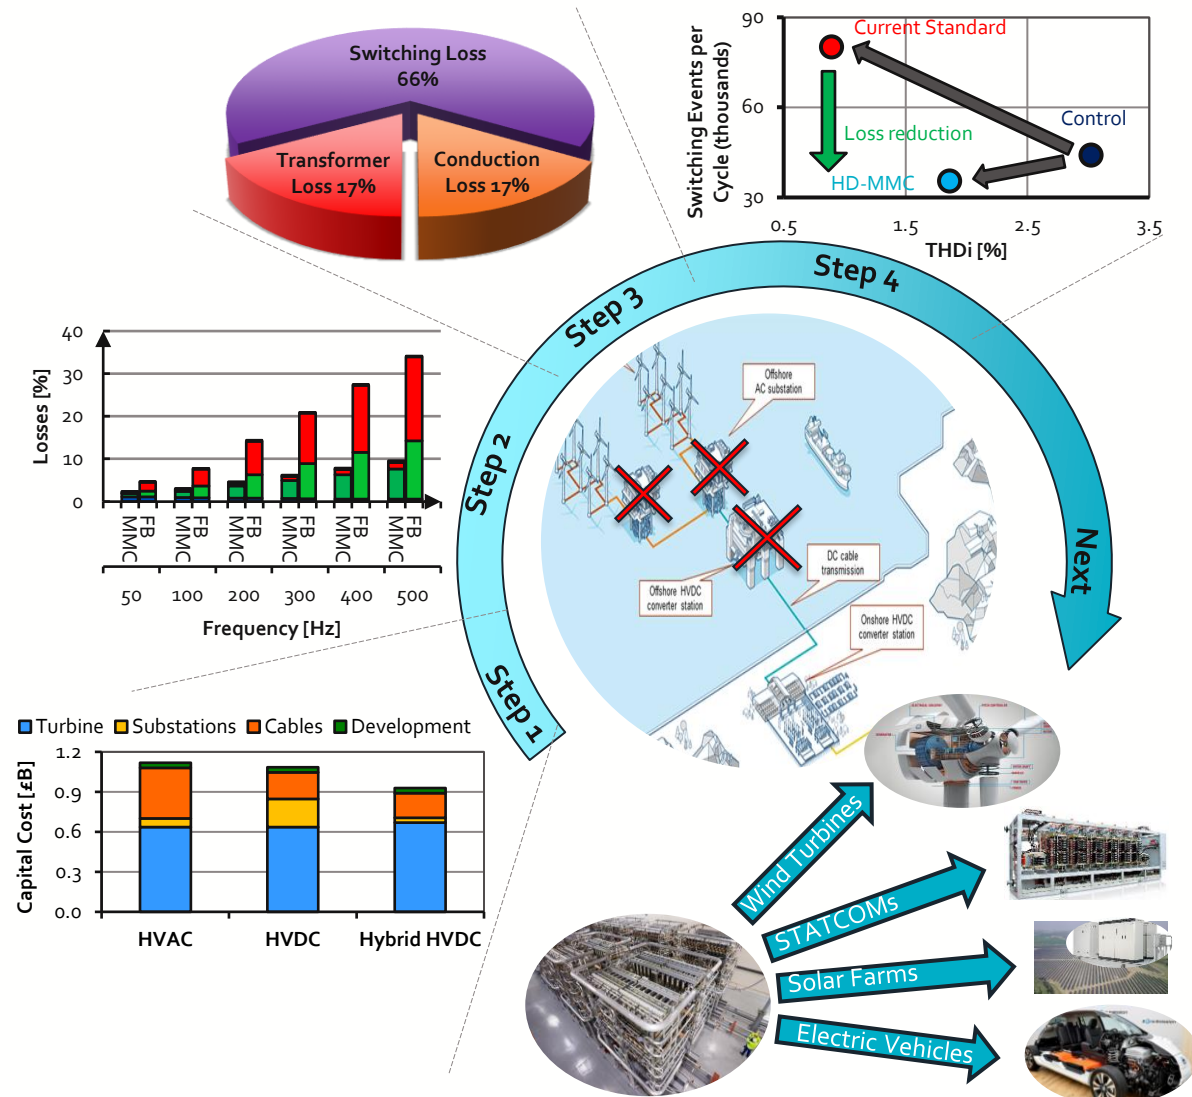 Switching Loss
66%
Transformer
Loss 17%
Conduction
Loss 17%
Switching Events per
Cycle (thousands)
90
60
30
Current Standard
Control
Loss reduction
HD-MMC
0.5
1.5
2.5
3.5
THDi [%]
Step 1
Step 2
Step 3
Step 4
Next
Losses [%]
40
30
20
10
0
MMC
FB
MMC
FB
MMC
FB
MMC
FB
MMC
FB
MMC
FB
50
100
200
300
400
500
Frequency [Hz]
Offshore
AC substation
DC cable
transmission
Offshore HVDC
converter station
Onshore HVDC
converter station
Turbine
Substations
Cables
Development
Capital Cost [£B]
1.2
0.9
0.6
0.3
0.0
HVAC
HVDC
Hybrid HVDC
Wind Turbines
STATCOMs
Solar Farms
Electric Vehicles